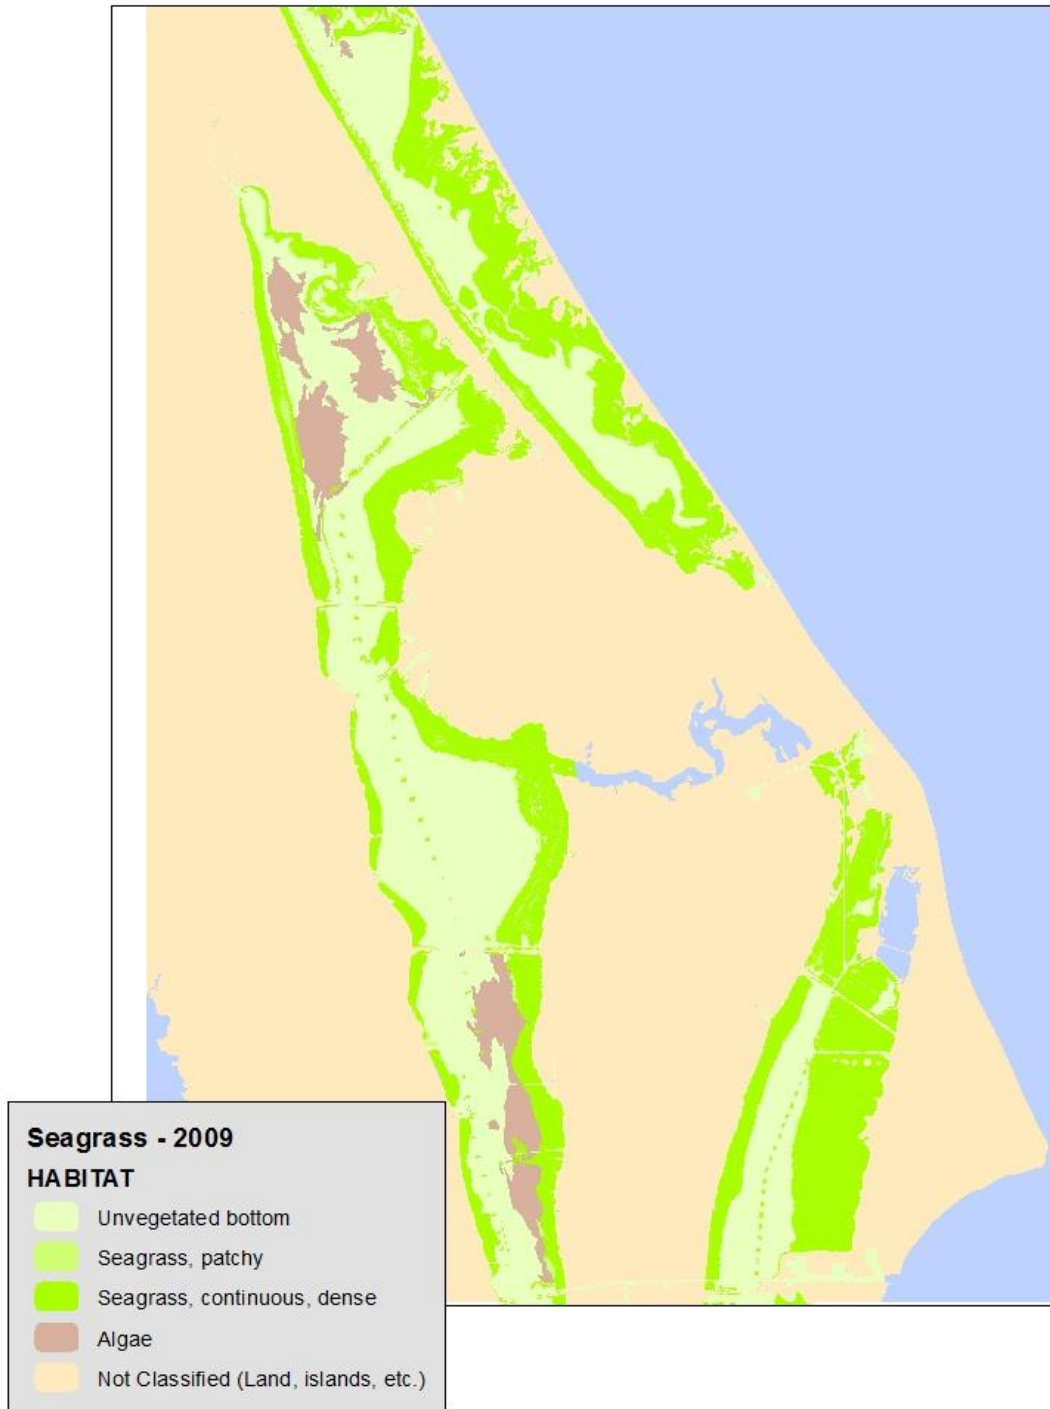 Seagrass - 2009
HABITAT
Unvegetated bottom
Seagrass, patchy
Seagrass, continuous, dense
Algae
Not Classified (Land, islands, etc.)